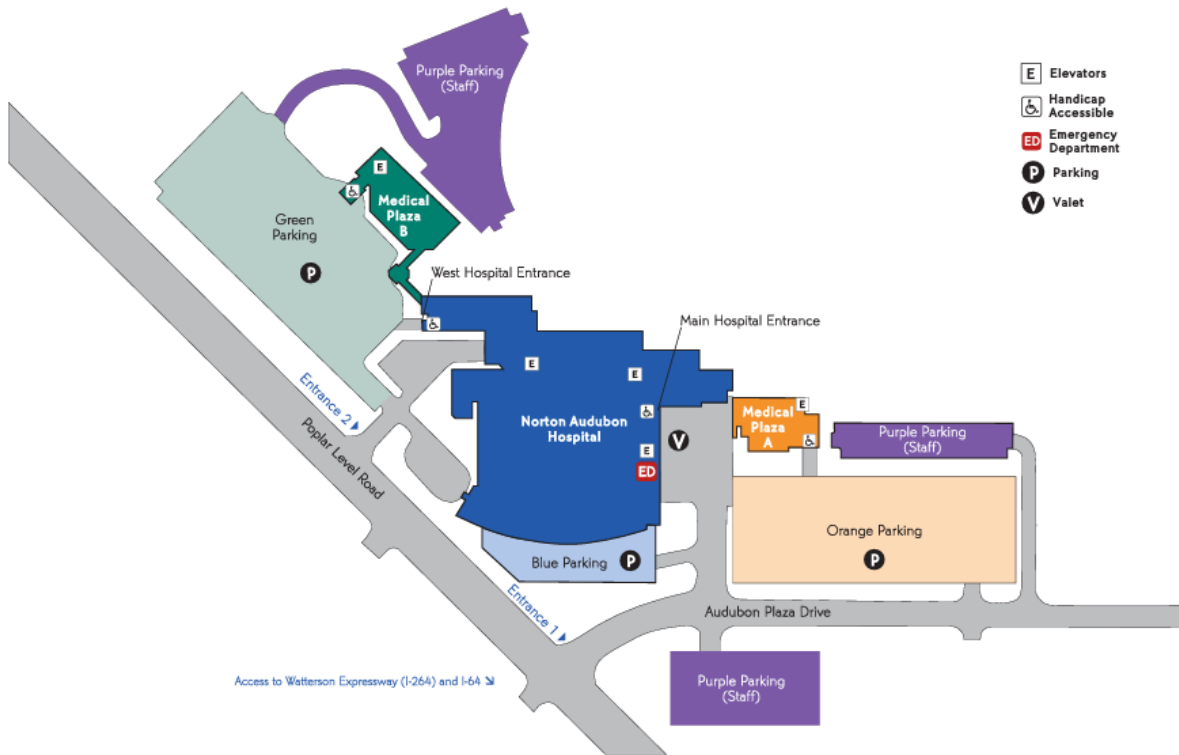 Purple Parking
(Staff)
E Elevators
Handicap
Accessible
ED Emergency
Department
P Parking
V Valet
E
Medical
Plaza
B
Green
Parking
P
West Hospital Entrance
Main Hospital Entrance
E
E
Entrance 2
Poplar Level Road
Norton Audubon
Hospital
E
ED
V
E
Medical
Plaza
A
Purple Parking
(Staff)
Orange Parking
P
Blue Parking
P
Entrance 1
Audubon Plaza Drive
Access to Watterson Expressway (I-264) and I-64
Purple Parking
(Staff)